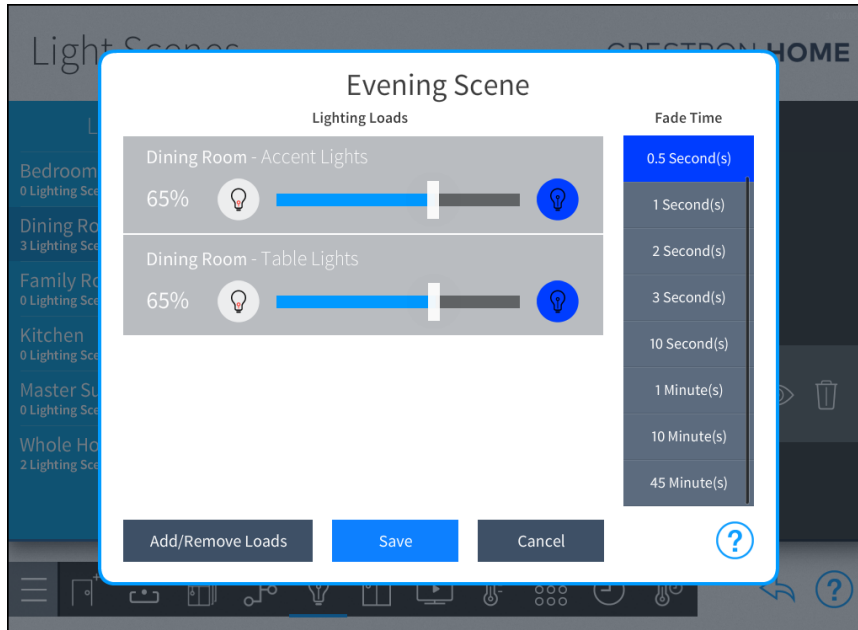 Light Scenes
CRESTRON HOME
Evening Scene
Lighting Loads
Fade Time
Dining Room - Accent Lights
65%
Dining Room - Table Lights
65%
0.5 Second(s)
1 Second(s)
2 Second(s)
3 Second(s)
10 Second(s)
1 Minute(s)
10 Minute(s)
45 Minute(s)
Add/Remove Loads
Save
Cancel
?
L
Bedroom
0 Lighting Sce
Dining Ro
3 Lighting Sce
Family Ro
0 Lighting Sce
Kitchen
0 Lighting Sce
Master Su
0 Lighting Sce
Whole Ho
2 Lighting Sce
?